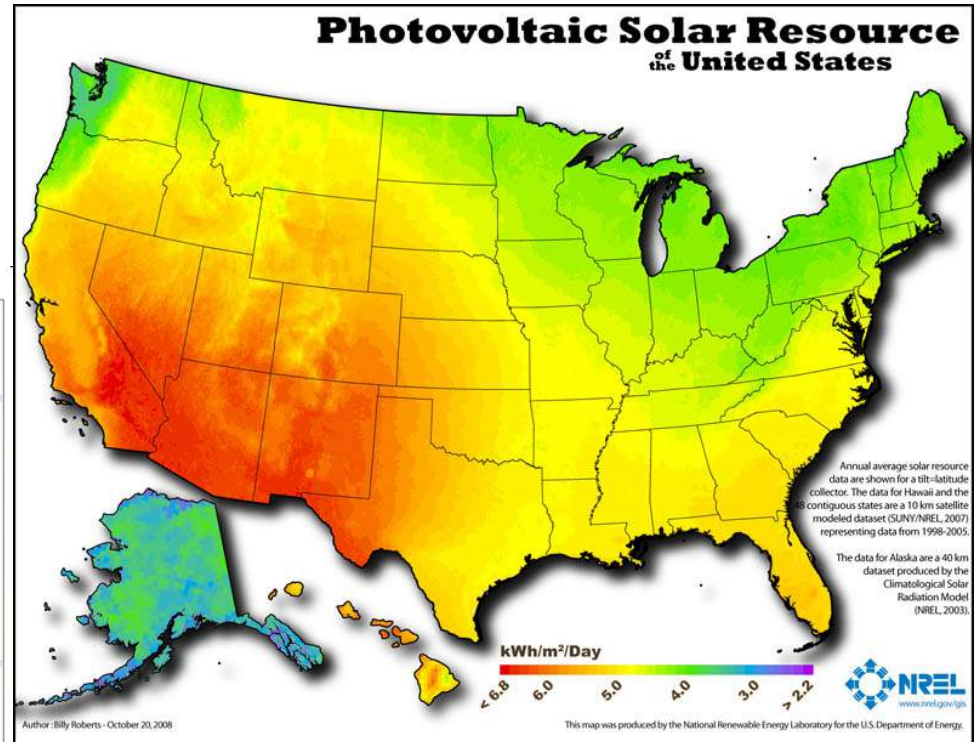 Photovoltaic Solar Resource
of the United States
Annual average solar resource
data are shown for a tilt=latitude
collector. The data for Hawaii and the
48 contiguous states are a 10 km satellite
modeled dataset (SUNY/NREL, 2007)
representing data from 1998-2005.
The data for Alaska are a 40 km
dataset produced by the
Climatological Solar
Radiation Model
(NREL, 2003).
kWh/m²/Day
< 6.8 6.0 5.0 4.0 3.0 > 2.2
NREL
www.nrel.gov/gis
Author : Billy Roberts - October 20, 2008
This map was produced by the National Renewable Energy Laboratory for the U.S. Department of Energy.